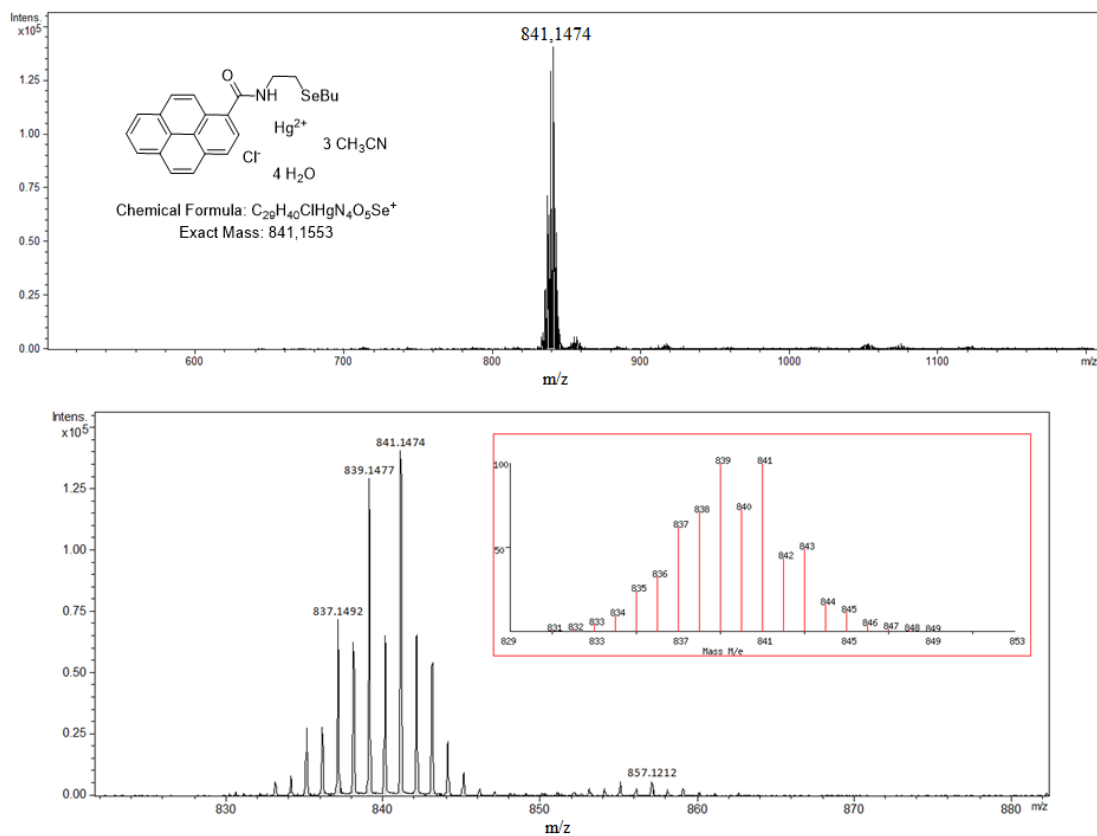 Intens.
x10⁵
841,1474
1.25
1.00
0.75
0.50
0.25
0.00
O
NH
SeBu
Hg²⁺
3 CH₃CN
Cl⁻
4 H₂O
Chemical Formula: C₂₉H₄₀ClHgN₄O₅Se⁺
Exact Mass: 841,1553
600 700 800 900 1000 1100
m/z
Intens.
x10⁵
841.1474
839.1477
837.1492
857.1212
1.25
1.00
0.75
0.50
0.25
0.00
100
50
831 832 833 834 835 836 837 838 839 840 841 842 843 844 845 846 847 848 849
829 833 837 841 845 849 853
Mass M/e
830 840 850 860 870 880 m/z
m/z